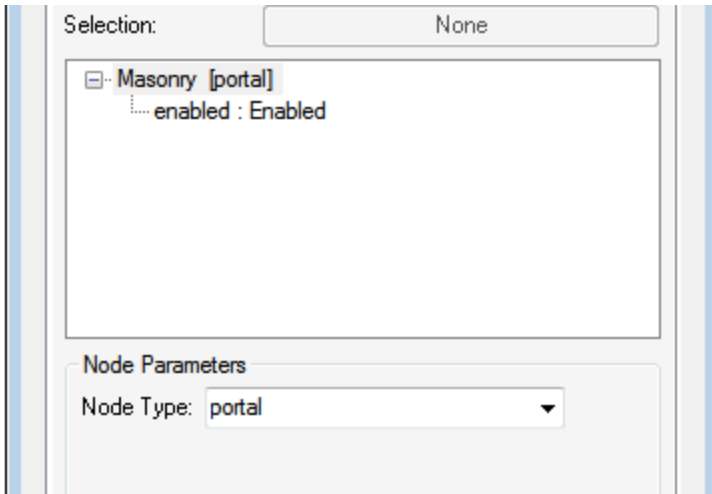 Selection: None
Masonry [portal]
enabled : Enabled
Node Parameters
Node Type: portal